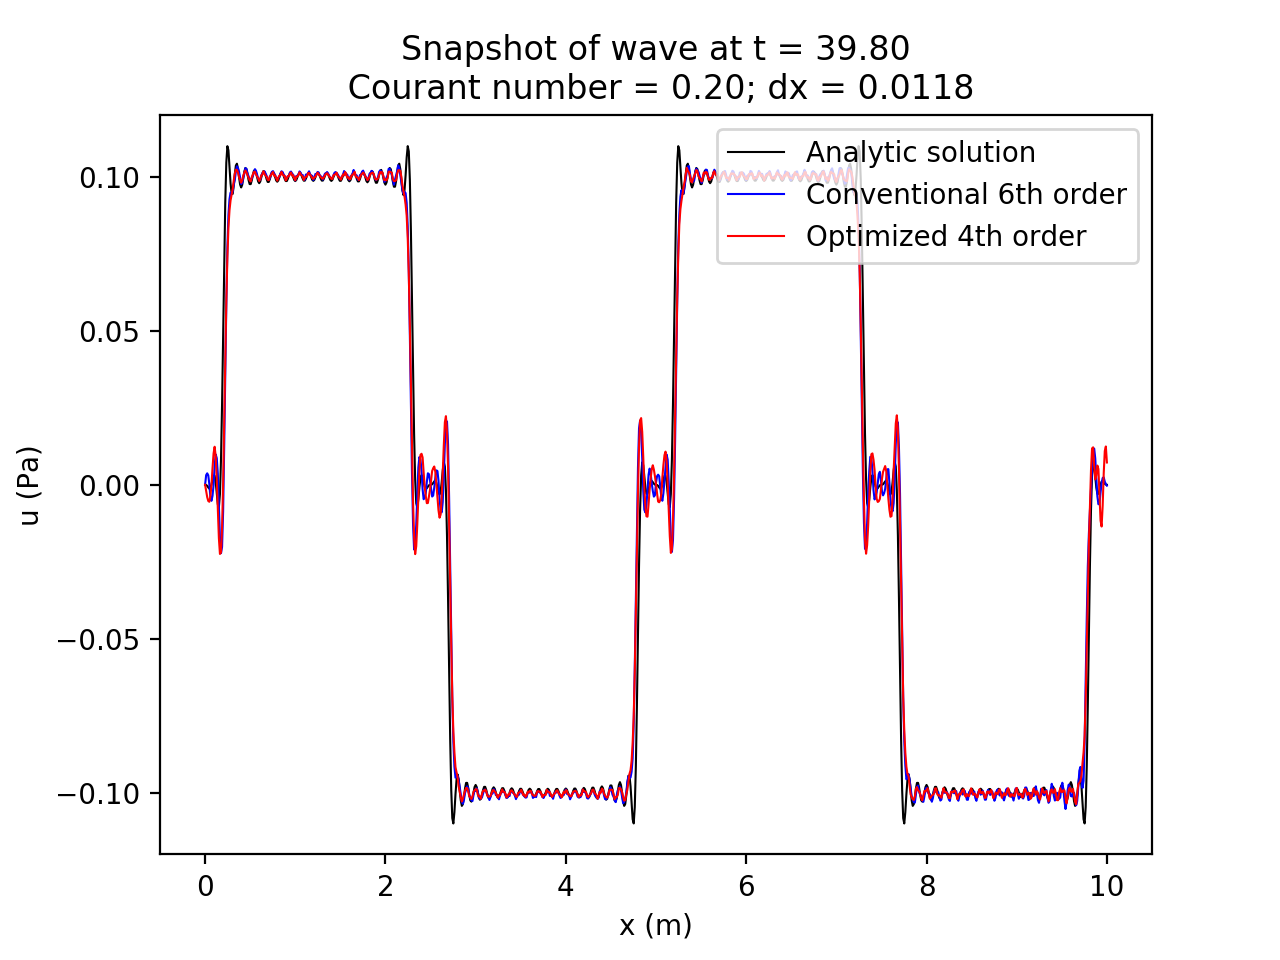 Snapshot of wave at t = 39.80
Courant number = 0.20; dx = 0.0118
Analytic solution
Conventional 6th order
Optimized 4th order
0.10
0.05
0.00
−0.05
−0.10
u (Pa)
0 2 4 6 8 10
x (m)